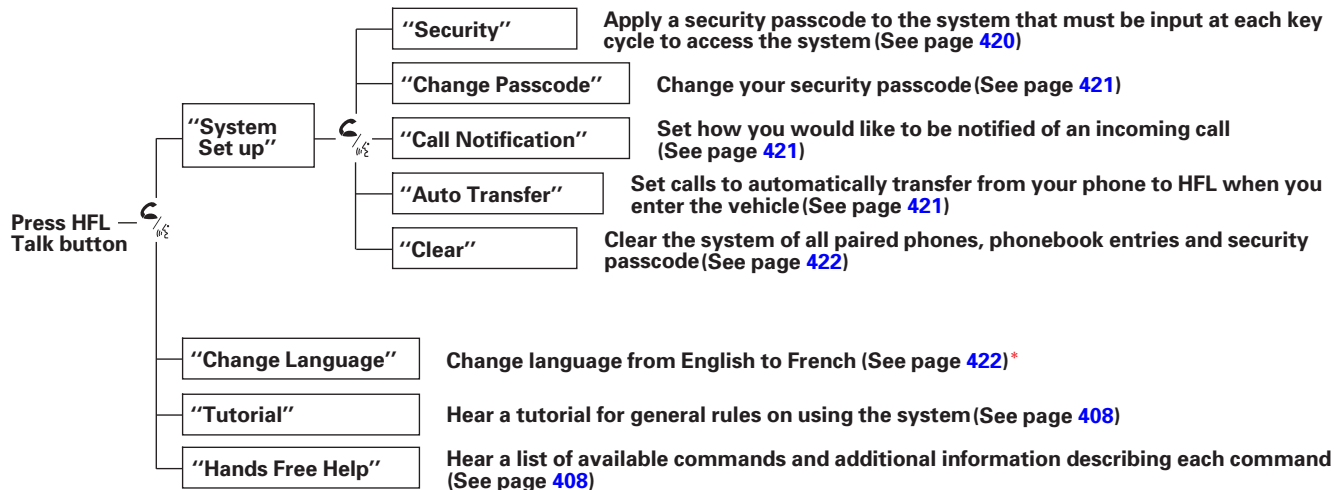 "Security"
Apply a security passcode to the system that must be input at each key
cycle to access the system (See page 420)
"Change Passcode"
Change your security passcode (See page 421)
"System
Set up"
"Call Notification"
Set how you would like to be notified of an incoming call
(See page 421)
"Auto Transfer"
Set calls to automatically transfer from your phone to HFL when you
enter the vehicle (See page 421)
Press HFL
Talk button
"Clear"
Clear the system of all paired phones, phonebook entries and security
passcode (See page 422)
"Change Language"
Change language from English to French (See page 422)*
"Tutorial"
Hear a tutorial for general rules on using the system (See page 408)
"Hands Free Help"
Hear a list of available commands and additional information describing each command
(See page 408)